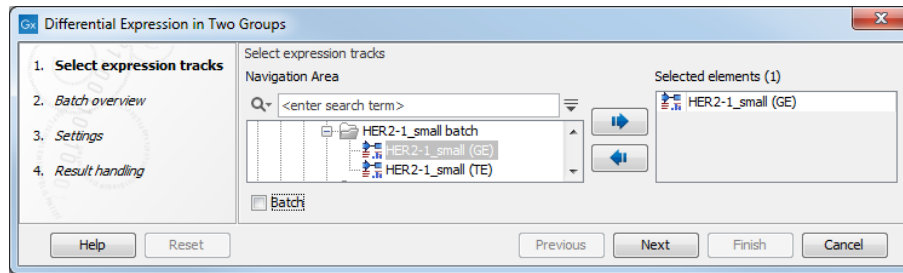 Gx Differential Expression in Two Groups
1. Select expression tracks
2. Batch overview
3. Settings
4. Result handling
Select expression tracks
Navigation Area
<enter search term>
HER2-1_small batch
HER2-1_small (GE)
HER2-1_small (TE)
Batch
Selected elements (1)
HER2-1_small (GE)
Help
Reset
Previous
Next
Finish
Cancel